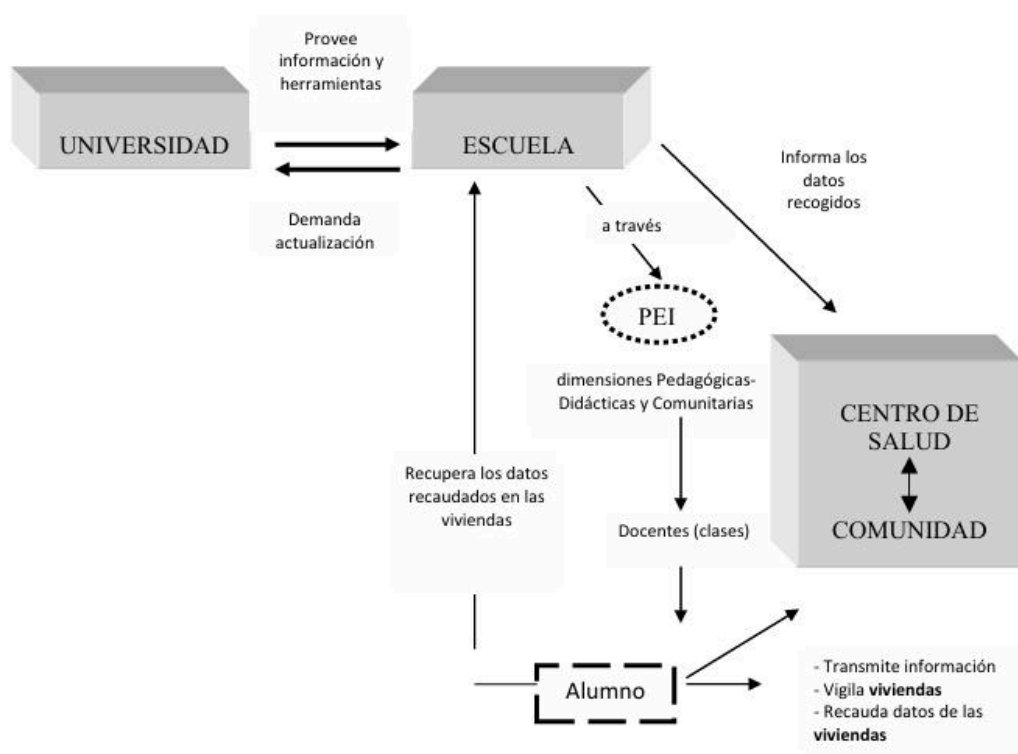 Provee
información y
herramientas
UNIVERSIDAD
ESCUELA
Demanda
actualización
Informa los
datos
recogidos
a través
PEI
dimensiones Pedagógicas-
Didácticas y Comunitarias
CENTRO DE
SALUD
COMUNIDAD
Recupera los datos
recaudados en las
viviendas
Docentes (clases)
Alumno
- Transmite información
- Vigila viviendas
- Recauda datos de las
viviendas